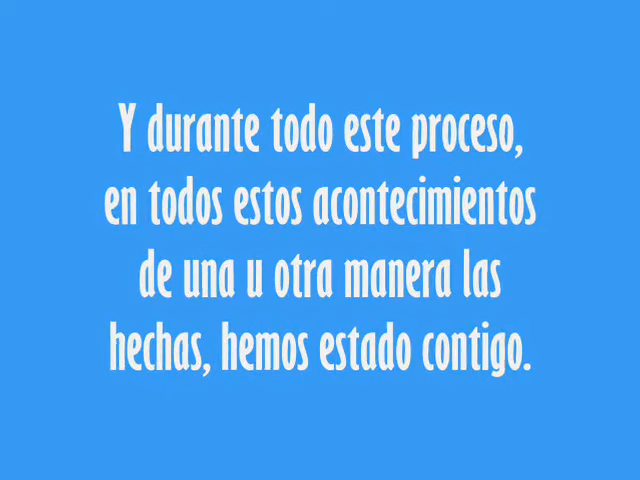 Y durante todo este proceso,
en todos estos acontecimientos
de una u otra manera las
hechas, hemos estado contigo.